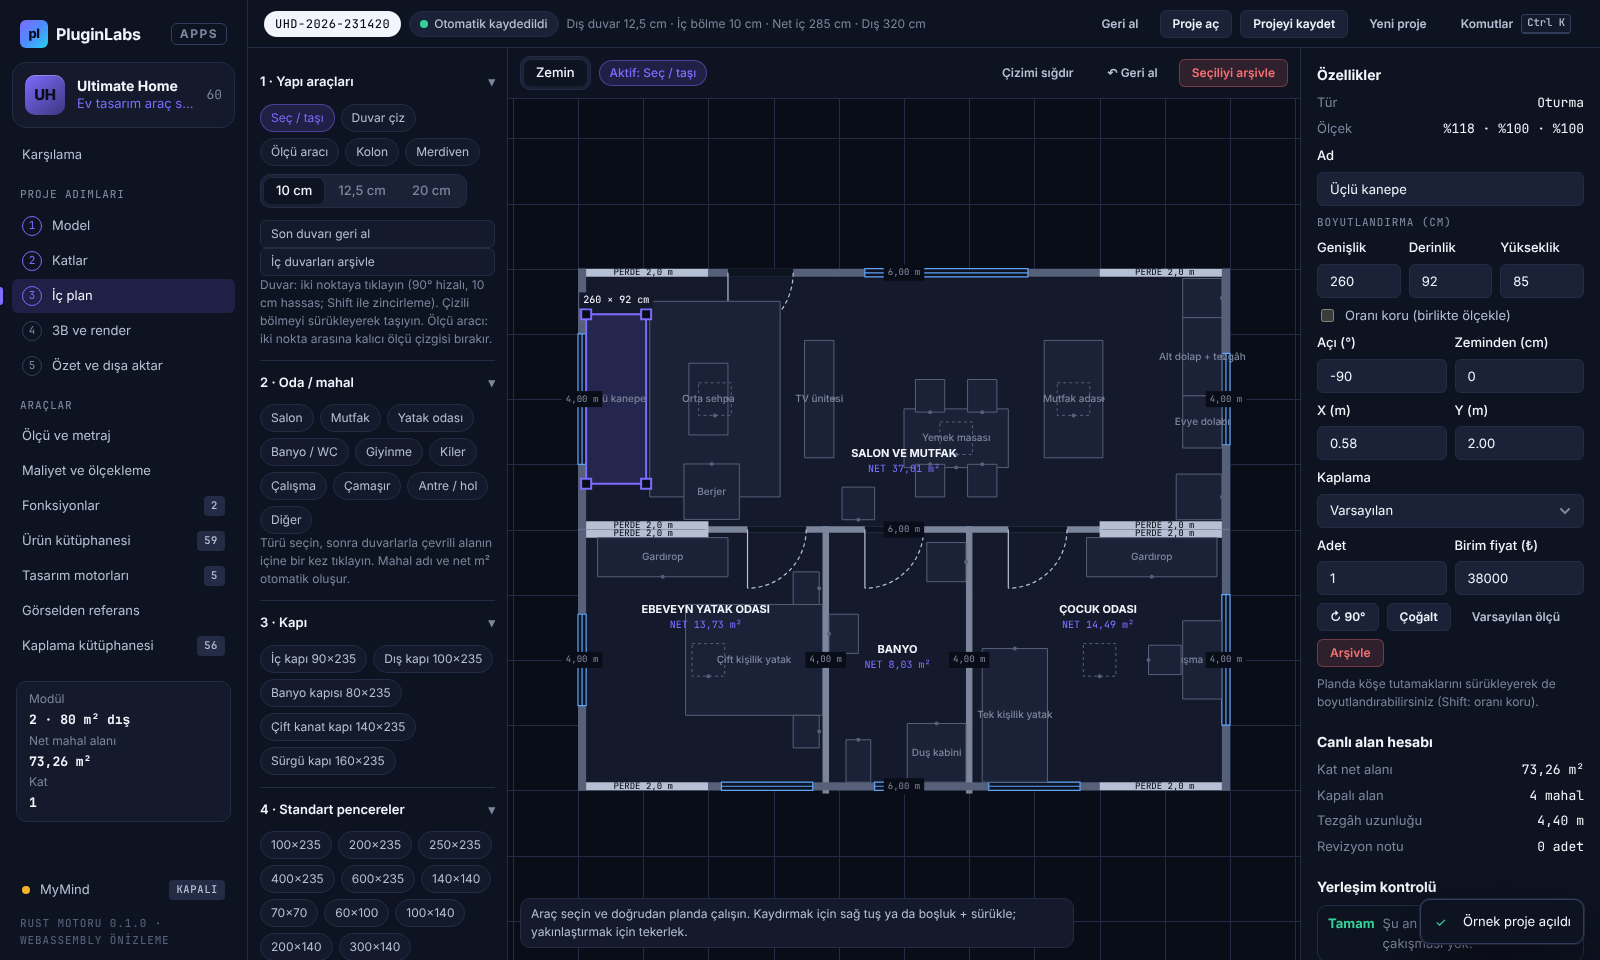 pl PluginLabs APPS
UH Ultimate Home 60
Ev tasarım araç s...
Karşılama
PROJE ADIMLARI
1 Model
2 Katlar
3 İç plan
4 3B ve render
5 Özet ve dışa aktar
ARAÇLAR
Ölçü ve metraj
Maliyet ve ölçekleme
Fonksiyonlar 2
Ürün kütüphanesi 59
Tasarım motorları 5
Görselden referans
Kaplama kütüphanesi 56
Modül
2 · 80 m² dış
Net mahal alanı
73,26 m²
Kat
1
MyMind KAPALI
RUST MOTORU 0.1.0 ·
WEBASSEMBLY ÖNİZLEME
UHD-2026-231420 Otomatik kaydedildi Dış duvar 12,5 cm · İç bölme 10 cm · Net iç 285 cm · Dış 320 cm Geri al Proje aç Projeyi kaydet Yeni proje Komutlar Ctrl K
1 · Yapı araçları ▾
Seç / taşı Duvar çiz
Ölçü aracı Kolon Merdiven
10 cm 12,5 cm 20 cm
Son duvarı geri al
İç duvarları arşivle
Duvar: iki noktaya tıklayın (90° hizalı, 10
cm hassas; Shift ile zincirleme). Çizili
bölmeyi sürükleyerek taşıyın. Ölçü aracı:
iki nokta arasına kalıcı ölçü çizgisi bırakır.
2 · Oda / mahal ▾
Salon Mutfak Yatak odası
Banyo / WC Giyinme Kiler
Çalışma Çamaşır Antre / hol
Diğer
Türü seçin, sonra duvarlarla çevrili alanın
içine bir kez tıklayın. Mahal adı ve net m²
otomatik oluşur.
3 · Kapı ▾
İç kapı 90×235 Dış kapı 100×235
Banyo kapısı 80×235
Çift kanat kapı 140×235
Sürgü kapı 160×235
4 · Standart pencereler ▾
100×235 200×235 250×235
400×235 600×235 140×140
70×70 60×100 100×140
200×140 300×140
Zemin Aktif: Seç / taşı Çizimi sığdır ↶ Geri al Seçiliyi arşivle
PERDE 2,0 m 6,00 m PERDE 2,0 m
260 × 92 cm
Alt dolap + tezgâh
4,00 m ü kanepe Orta sehpa TV ünitesi Mutfak adası 4,00 m
Evye dolabı
Yemek masası
SALON VE MUTFAK
NET 37,01 m²
Berjer
PERDE 2,0 m 6,00 m PERDE 2,0 m
PERDE 2,0 m PERDE 2,0 m
Gardırop Gardırop
EBEVEYN YATAK ODASI ÇOCUK ODASI
NET 13,73 m² NET 14,49 m²
BANYO
NET 8,03 m²
4,00 m Çift kişilik yatak 4,00 m 4,00 m şma 4,00 m
Tek kişilik yatak
Duş kabini
PERDE 2,0 m 6,00 m PERDE 2,0 m
Araç seçin ve doğrudan planda çalışın. Kaydırmak için sağ tuş ya da boşluk + sürükle;
yakınlaştırmak için tekerlek.
Özellikler
Tür Oturma
Ölçek %118 · %100 · %100
Ad
Üçlü kanepe
BOYUTLANDIRMA (CM)
Genişlik Derinlik Yükseklik
260 92 85
Oranı koru (birlikte ölçekle)
Açı (°) Zeminden (cm)
-90 0
X (m) Y (m)
0.58 2.00
Kaplama
Varsayılan
Adet Birim fiyat (₺)
1 38000
↻ 90° Çoğalt Varsayılan ölçü
Arşivle
Planda köşe tutamaklarını sürükleyerek de
boyutlandırabilirsiniz (Shift: oranı koru).
Canlı alan hesabı
Kat net alanı 73,26 m²
Kapalı alan 4 mahal
Tezgâh uzunluğu 4,40 m
Revizyon notu 0 adet
Yerleşim kontrolü
Tamam Şu an
çakışması yok.
✓ Örnek proje açıldı